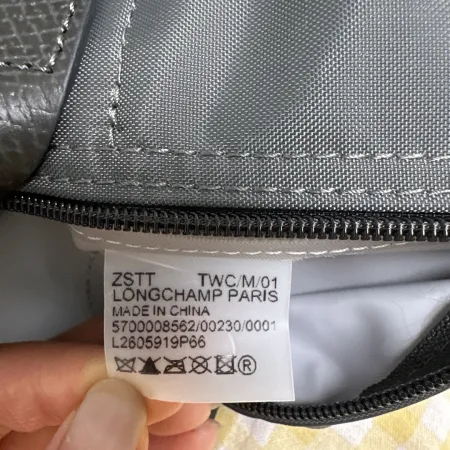 ZSTT TWC/M/01
LONGCHAMP PARIS
MADE IN CHINA
5700008562/00230/0001
L2605919P66
®